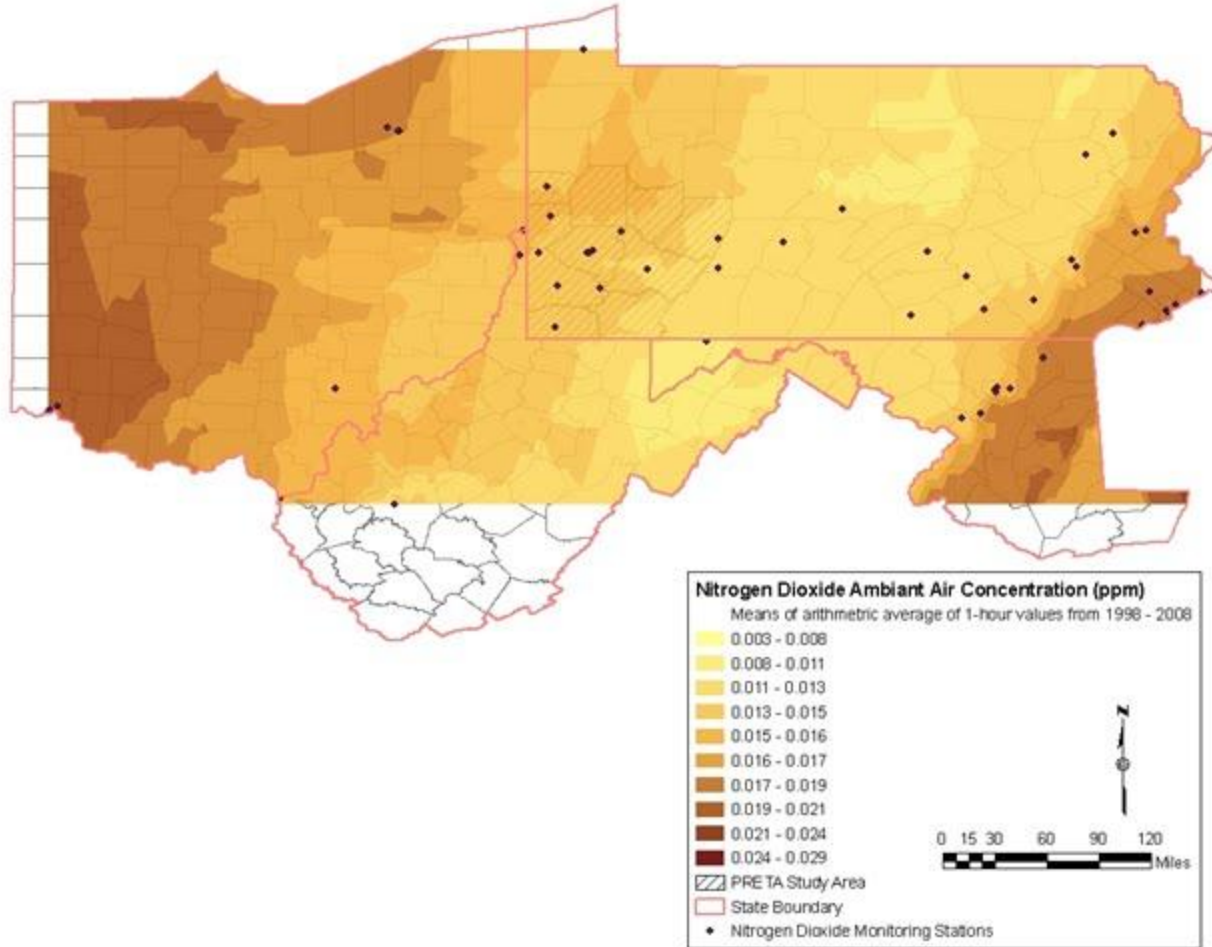 Nitrogen Dioxide Ambiant Air Concentration (ppm)
Means of arithmetric average of 1-hour values from 1998 - 2008
0.003 - 0.008
0.008 - 0.011
0.011 - 0.013
0.013 - 0.015
0.015 - 0.016
0.016 - 0.017
0.017 - 0.019
0.019 - 0.021
0.021 - 0.024
0.024 - 0.029
PRETA Study Area
State Boundary
Nitrogen Dioxide Monitoring Stations
N
0 15 30 60 90 120
Miles